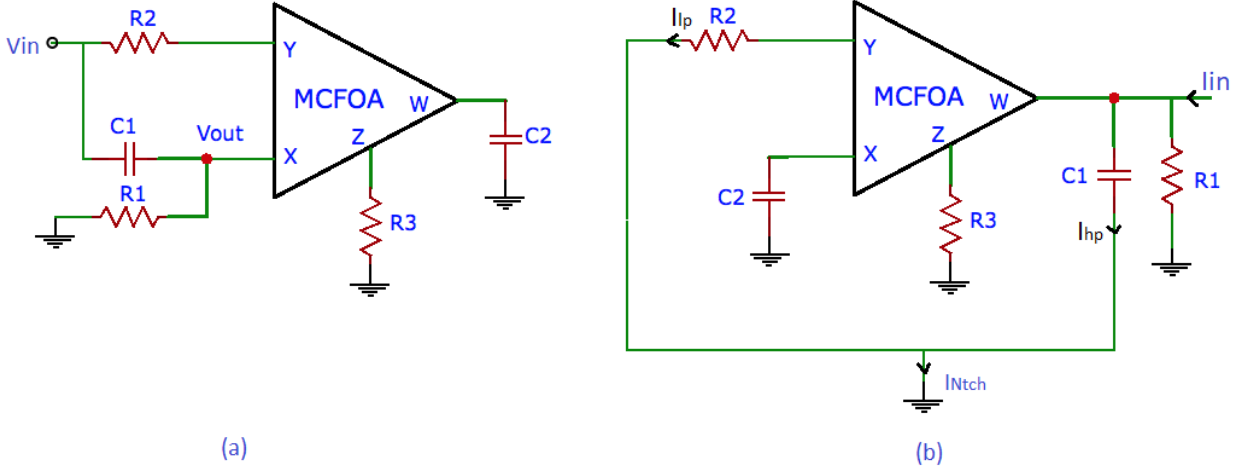 Vin
R2
Y
MCFOA
W
C1
Vout
Z
X
C2
R1
R3
(a)
Ilp
R2
Y
MCFOA
W
Iin
Z
X
C1
R1
C2
R3
Ihp
INtch
(b)